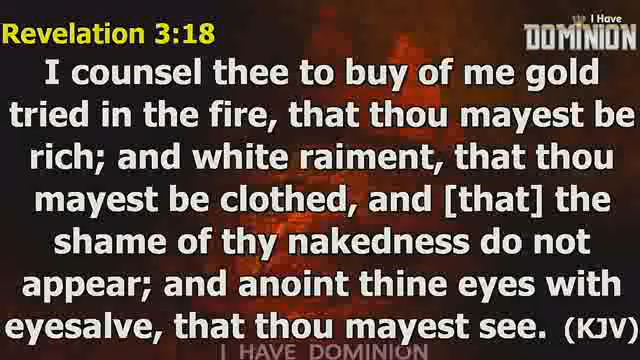 Revelation 3:18
I Have
DOMINION
I counsel thee to buy of me gold
tried in the fire, that thou mayest be
rich; and white raiment, that thou
mayest be clothed, and [that] the
shame of thy nakedness do not
appear; and anoint thine eyes with
eyesalve, that thou mayest see. (KJV)
I HAVE DOMINION